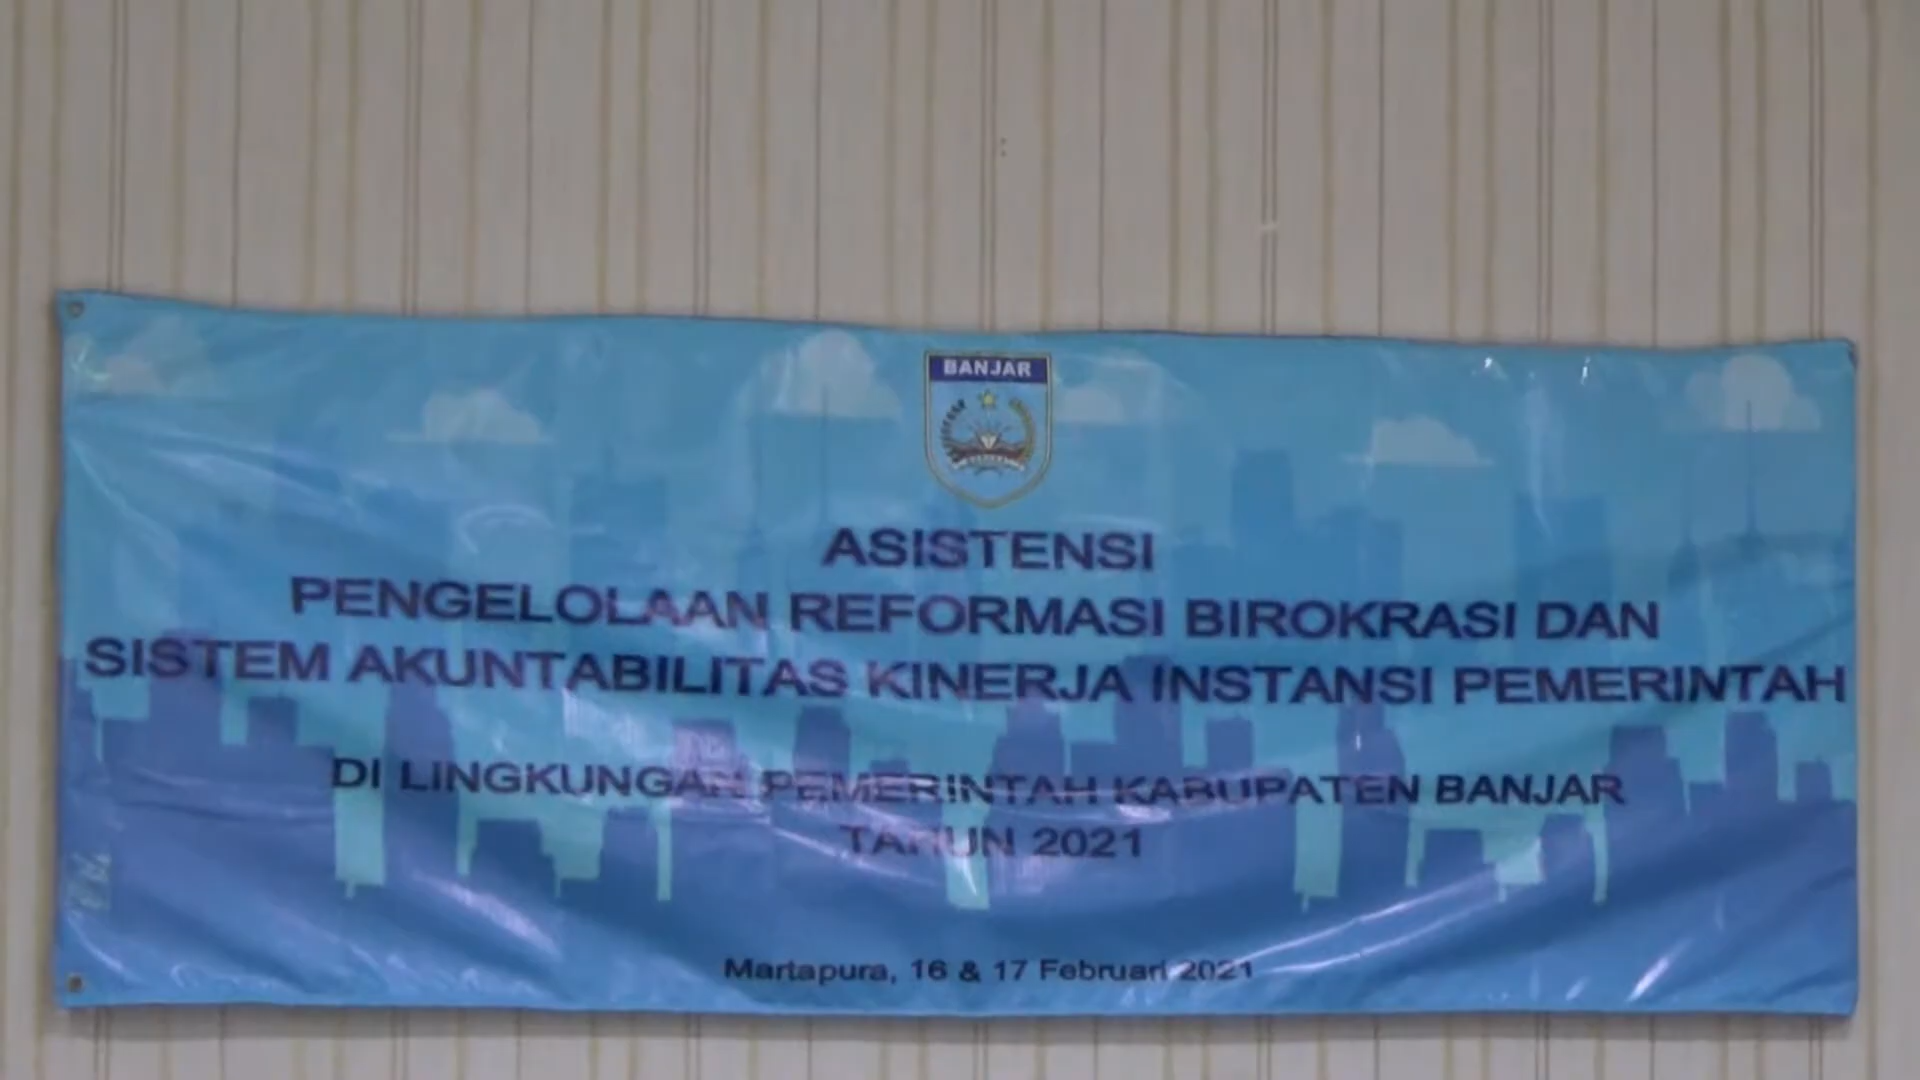 BANJAR
ASISTENSI
PENGELOLAAN REFORMASI BIROKRASI DAN
SISTEM AKUNTABILITAS KINERJA INSTANSI PEMERINTAH
DI LINGKUNGAN PEMERINTAH KABUPATEN BANJAR
TAHUN 2021
Martapura, 16 & 17 Februari 2021